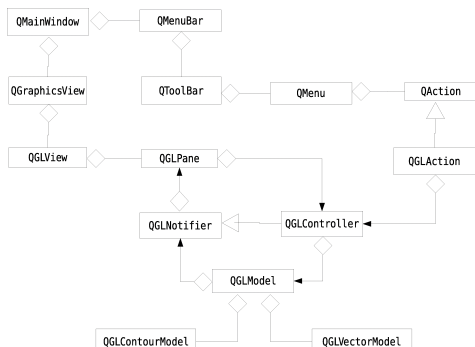 QMainWindow
QMenuBar
QGraphicsView
QToolBar
QMenu
QAction
QGLView
QGLPane
QGLAction
QGLNotifier
QGLController
QGLModel
QGLContourModel
QGLVectorModel